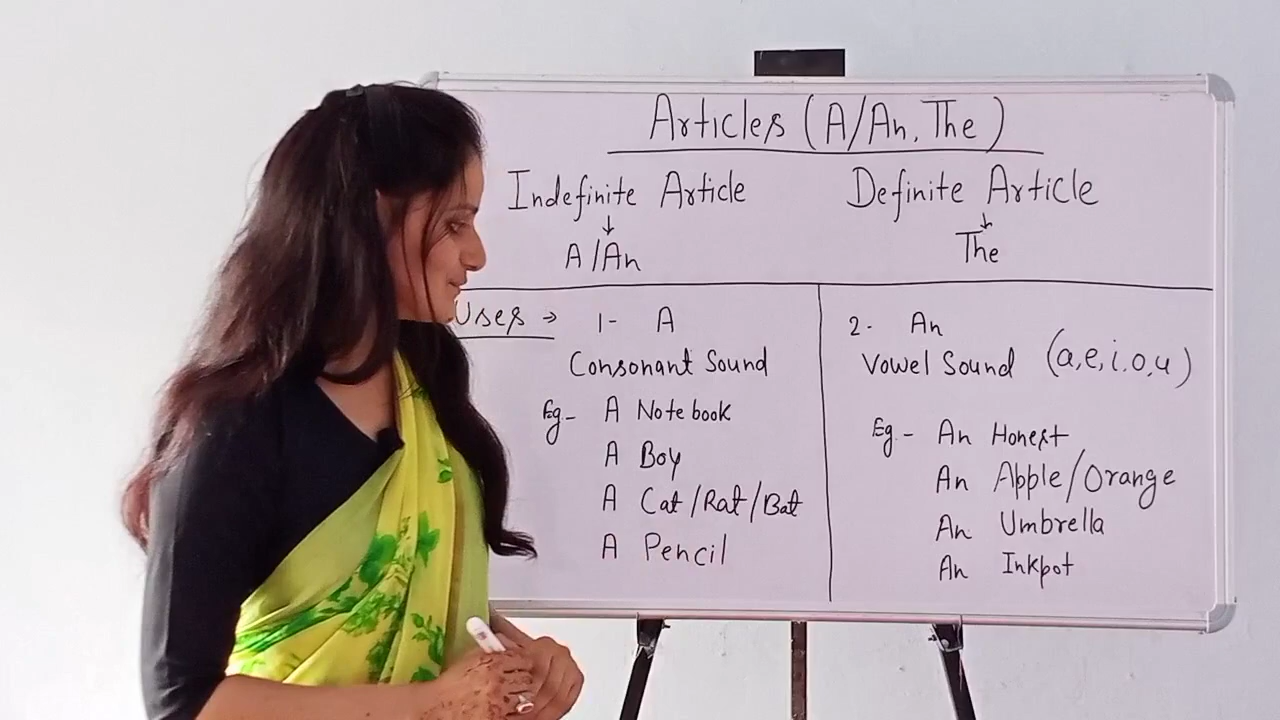 Articles (A/An, The)
Indefinite Article
↓
A/An
Definite Article
↓
The
Uses → 1- A
Consonant Sound
Eg- A Notebook
A Boy
A Cat/Rat/Bat
A Pencil
2- An
Vowel Sound (a,e,i,o,u)
Eg.- An Honest
An Apple/Orange
An Umbrella
An Inkpot